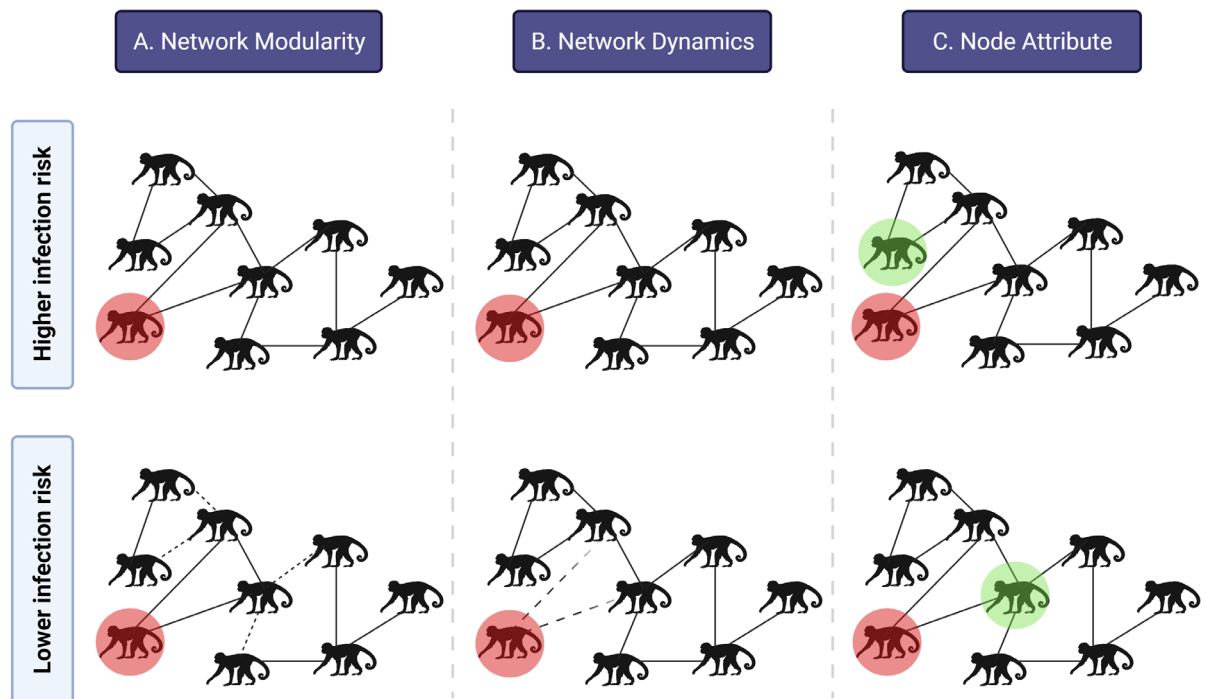 A. Network Modularity
B. Network Dynamics
C. Node Attribute
Higher infection risk
Lower infection risk